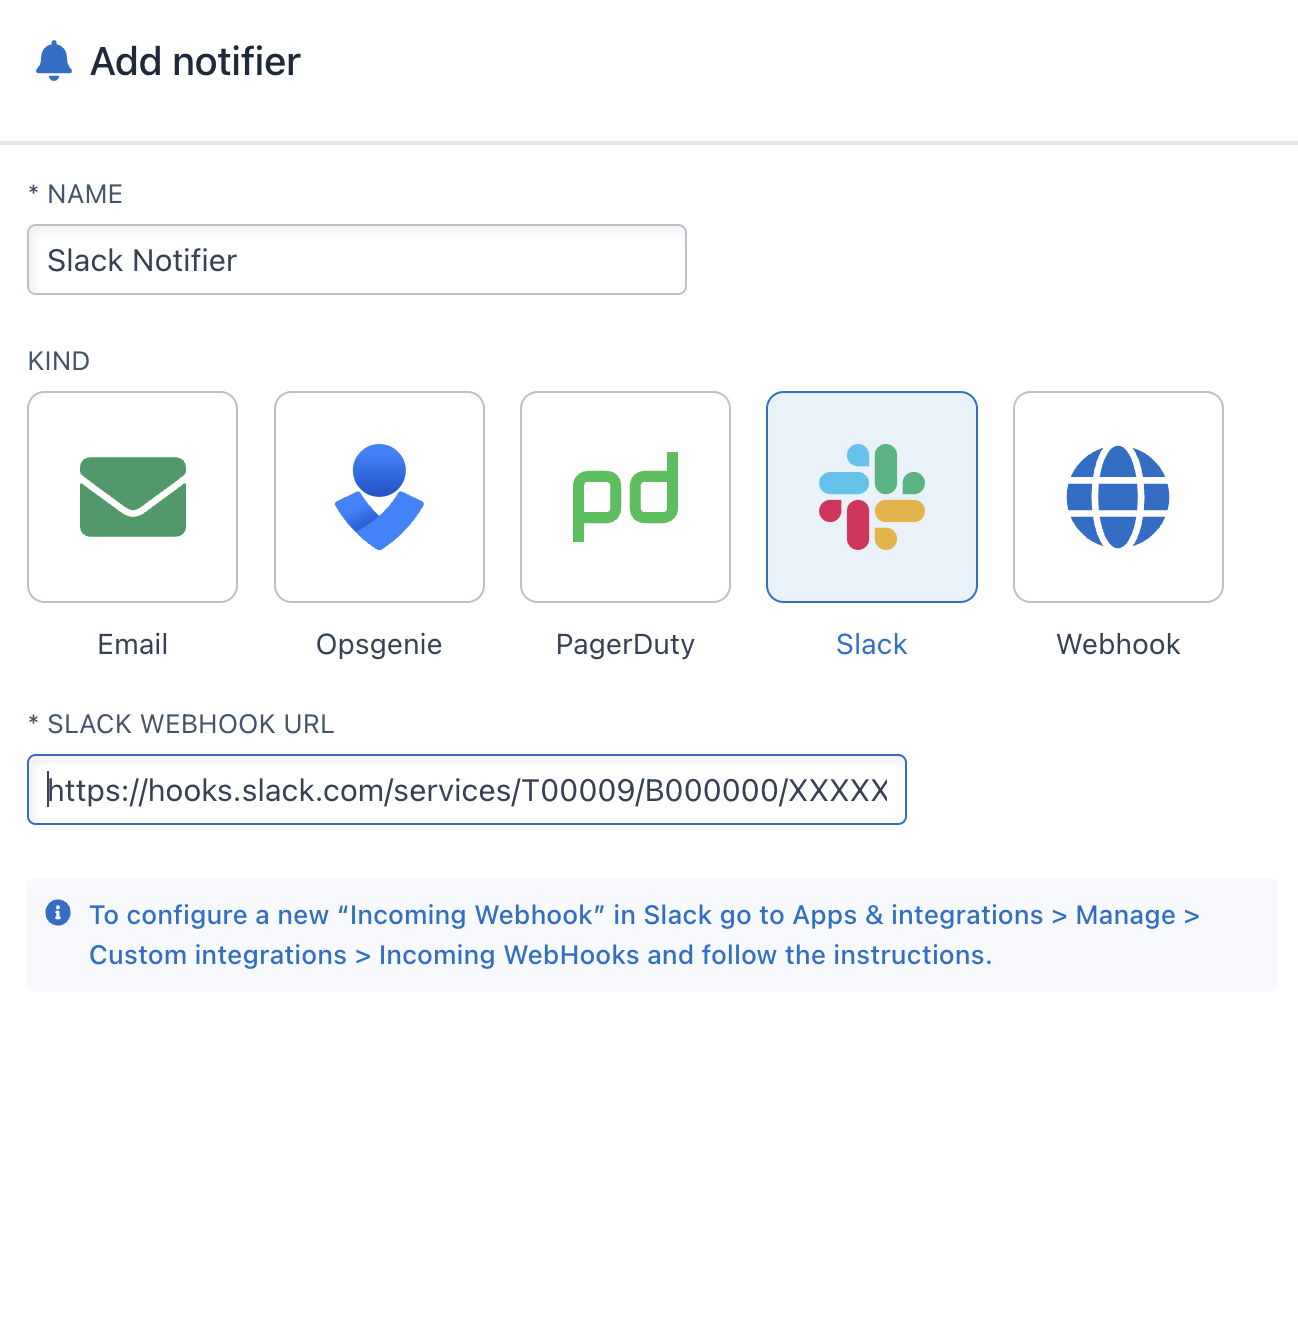 Add notifier
* NAME
Slack Notifier
KIND
pd
Email Opsgenie PagerDuty Slack Webhook
* SLACK WEBHOOK URL
https://hooks.slack.com/services/T00009/B000000/XXXXX
To configure a new “Incoming Webhook” in Slack go to Apps & integrations > Manage >
Custom integrations > Incoming WebHooks and follow the instructions.